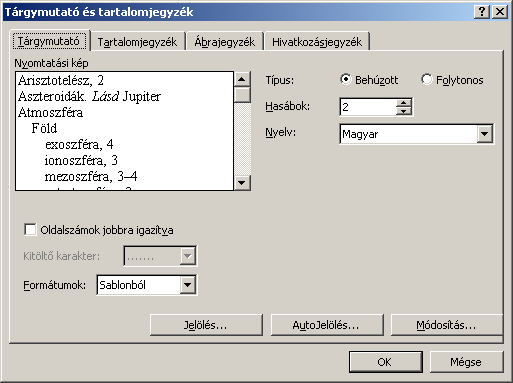 Tárgymutató és tartalomjegyzék
Tárgymutató Tartalomjegyzék Ábrajegyzék Hivatkozásjegyzék
Nyomtatási kép
Arisztotelész, 2
Aszteroidák. Lásd Jupiter
Atmoszféra
Föld
exoszféra, 4
ionoszféra, 3
mezoszféra, 3–4
Típus: Behúzott Folytonos
Hasábok: 2
Nyelv: Magyar
Oldalszámok jobbra igazítva
Kitöltő karakter: .......
Formátumok: Sablonból
Jelölés... AutoJelölés... Módosítás...
OK Mégse